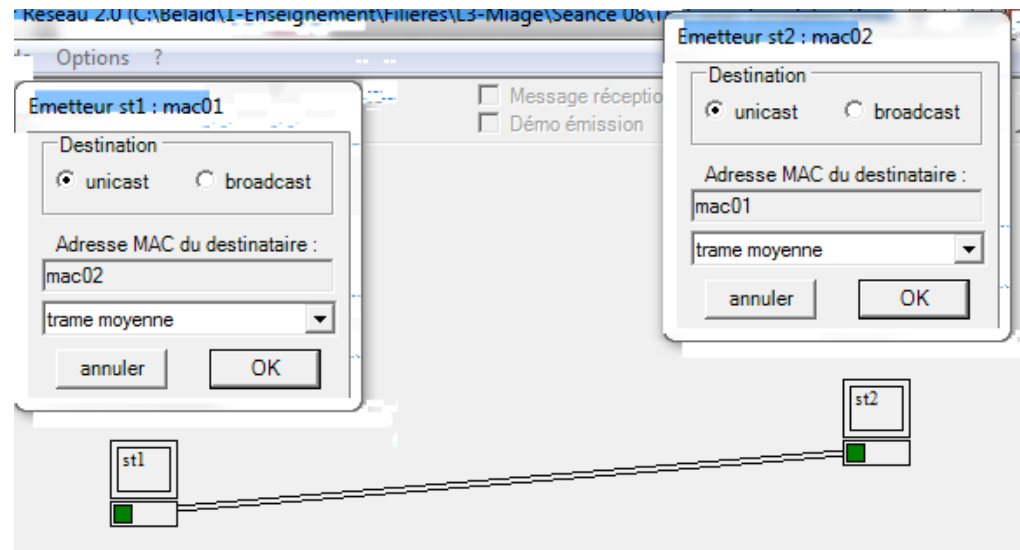 Réseau 2.0 (C:\Belaid\1-Enseignement\Filieres\L3-Miage\Seance 08\
Options ?
Message réceptio
Démo émission
Emetteur st1 : mac01
Destination
unicast
broadcast
Adresse MAC du destinataire :
mac02
trame moyenne
annuler
OK
Emetteur st2 : mac02
Destination
unicast
broadcast
Adresse MAC du destinataire :
mac01
trame moyenne
annuler
OK
st1
st2